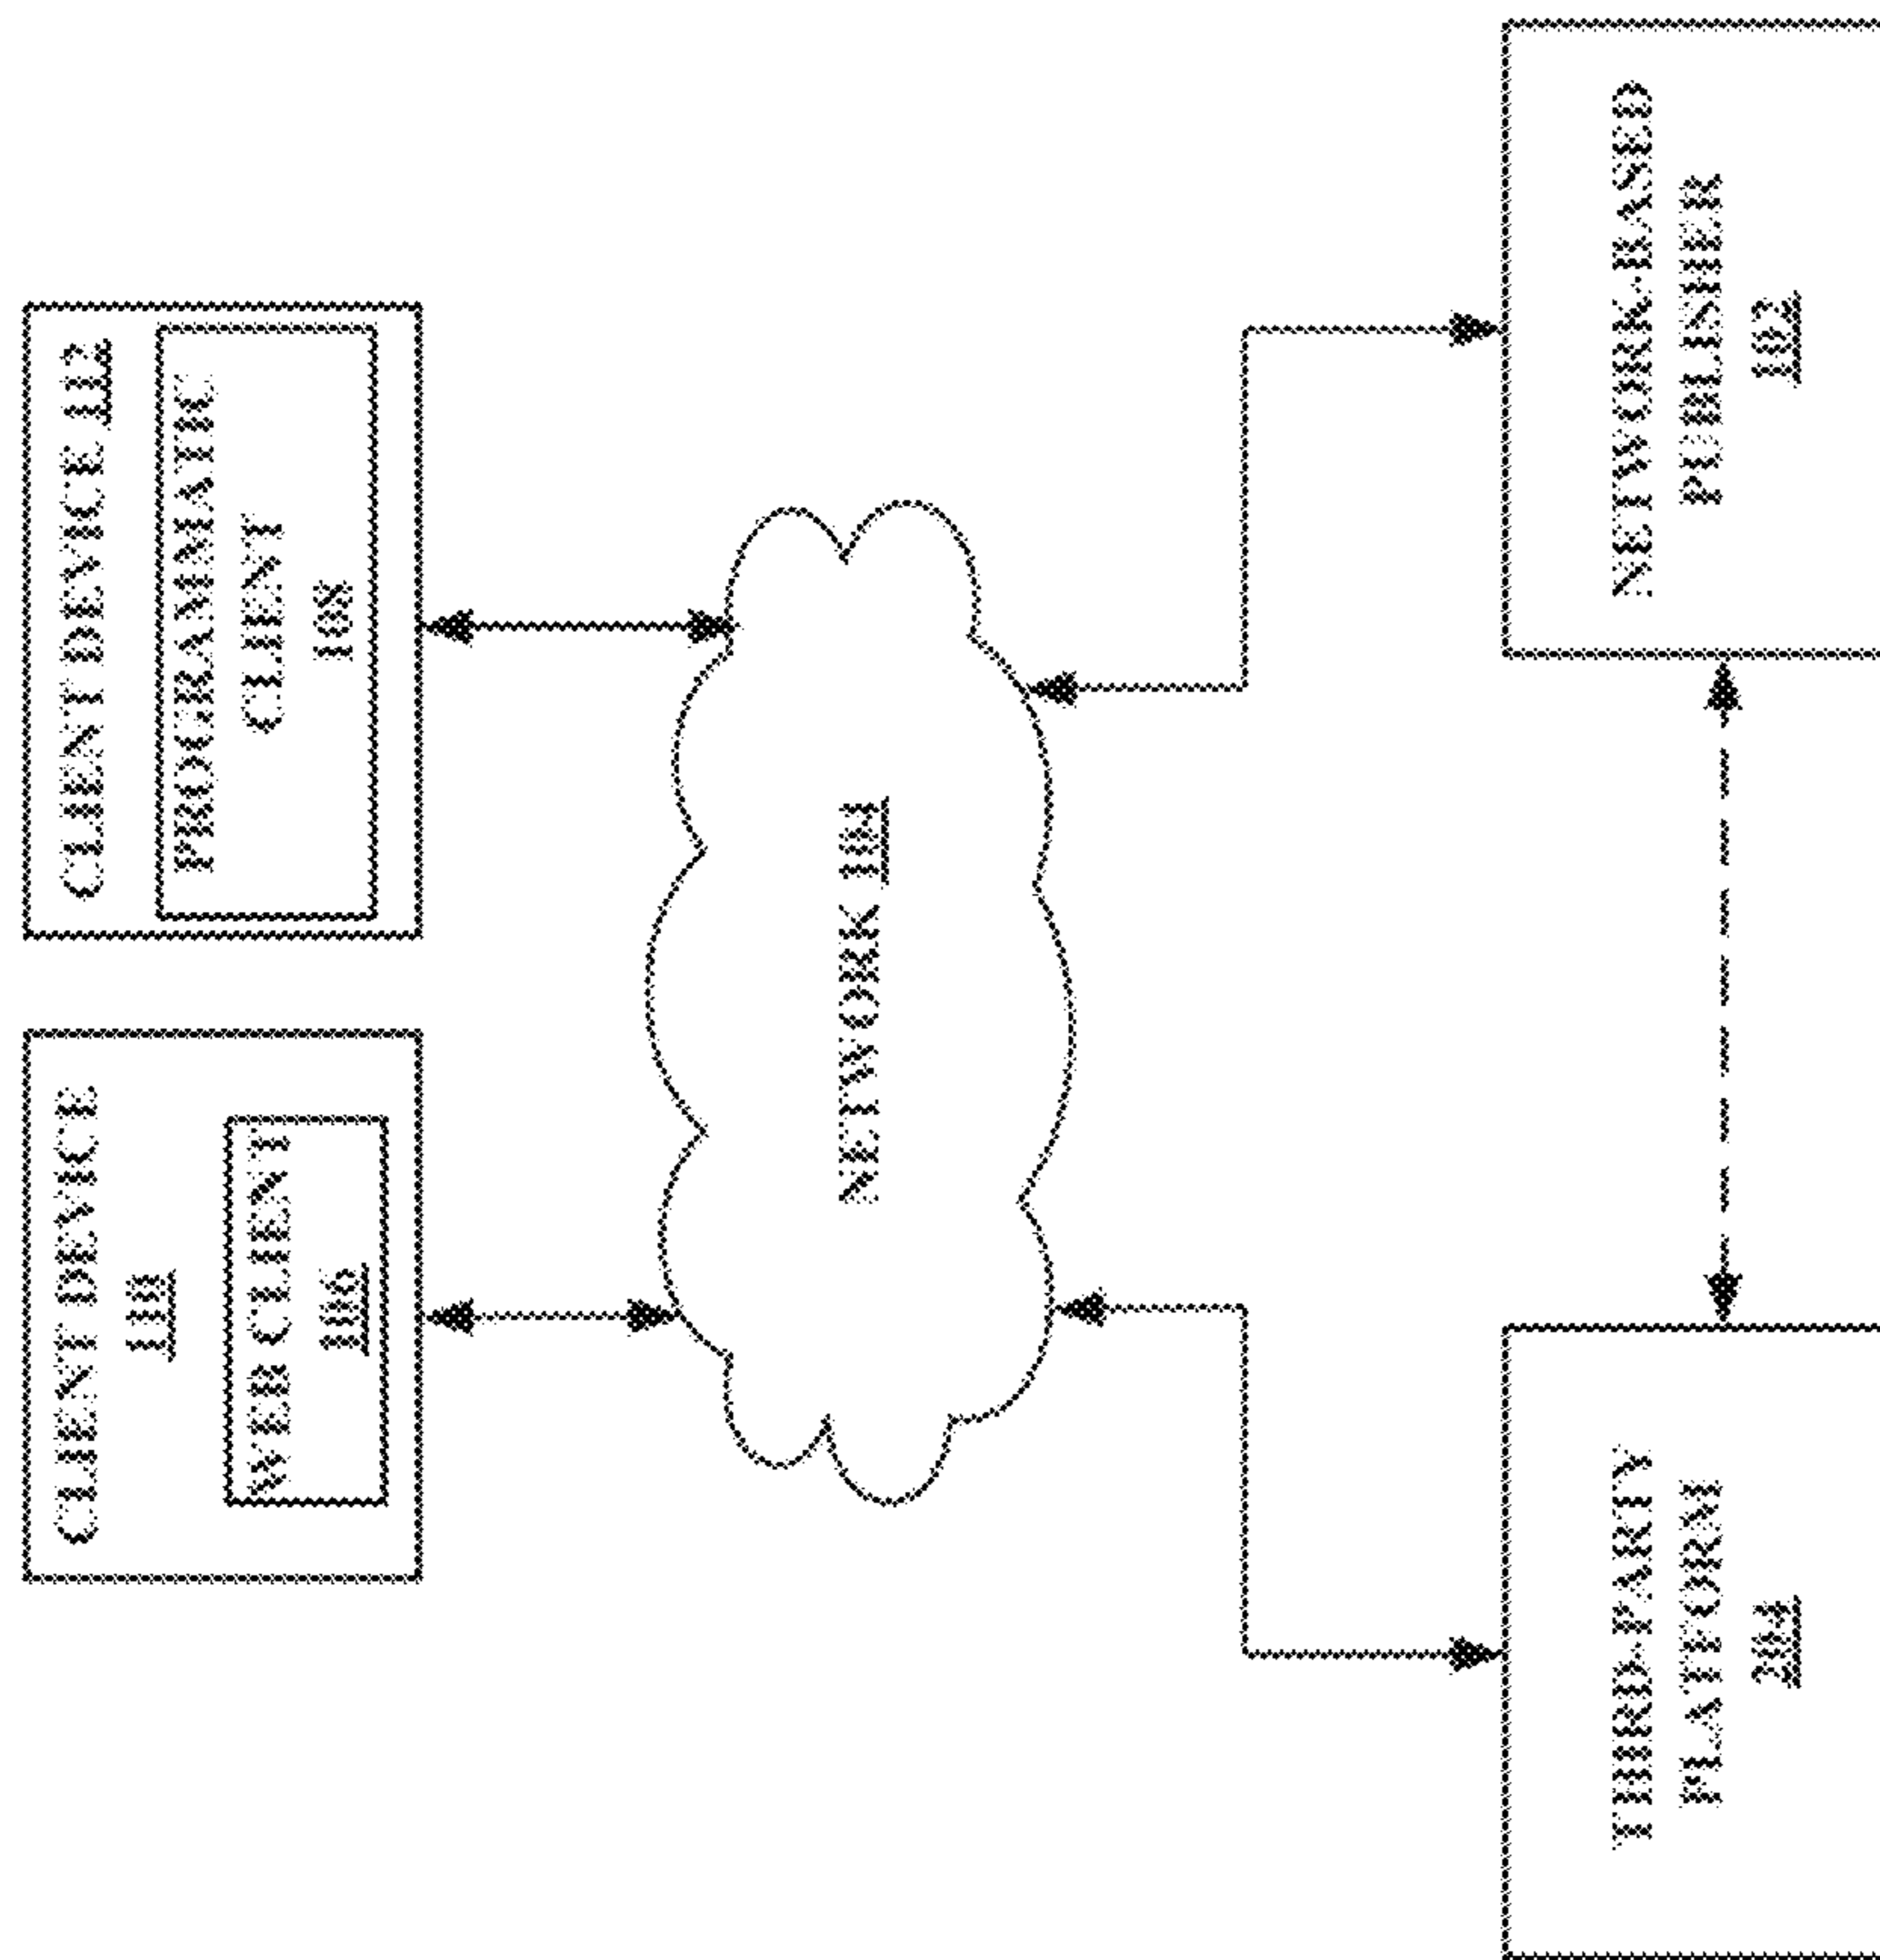 CLIENT DEVICE
110
WEB CLIENT
106
CLIENT DEVICE 112
PROGRAMMATIC
CLIENT
108
NETWORK 104
THIRD-PARTY
PLATFORM
204
NETWORK-BASED
PUBLISHER
102